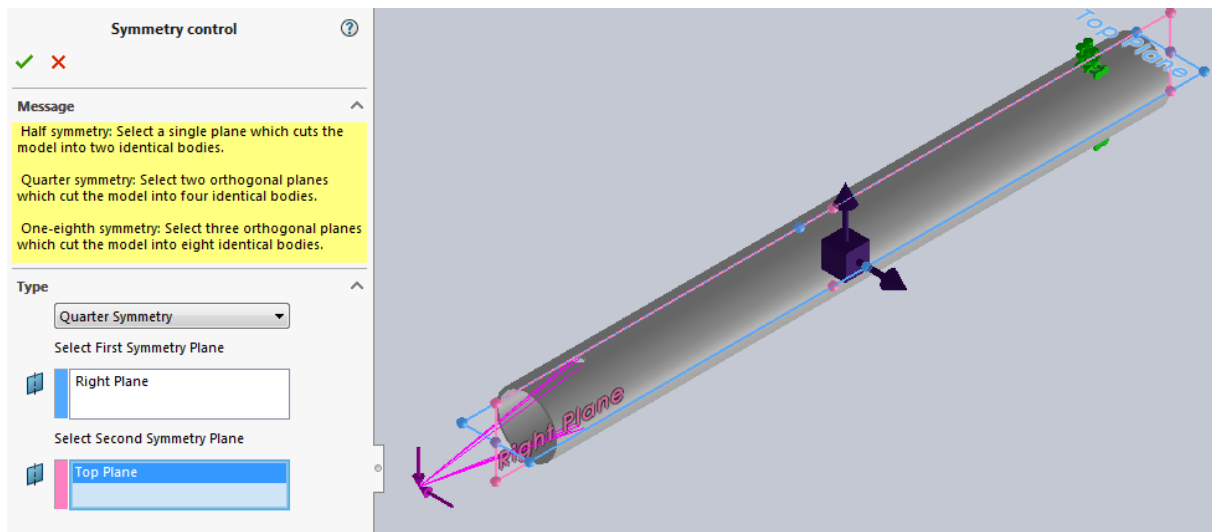 Symmetry control
?
Message
Half symmetry: Select a single plane which cuts the
model into two identical bodies.
Quarter symmetry: Select two orthogonal planes
which cut the model into four identical bodies.
One-eighth symmetry: Select three orthogonal planes
which cut the model into eight identical bodies.
Type
Quarter Symmetry
Select First Symmetry Plane
Right Plane
Select Second Symmetry Plane
Top Plane
Top Plane
Right Plane